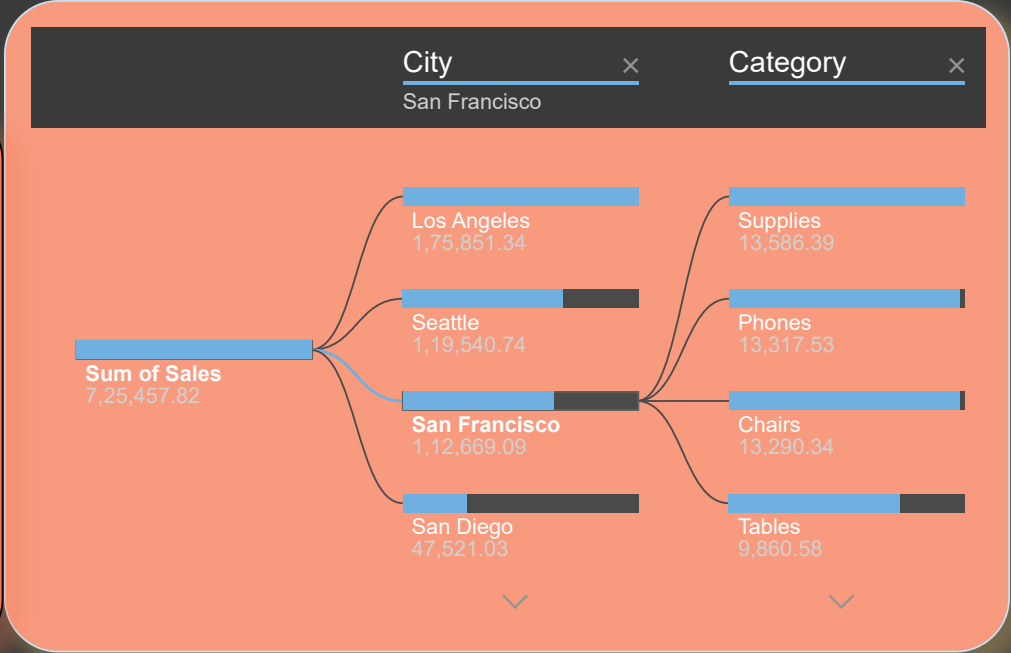 City
Category
San Francisco
Los Angeles
1,75,851.34
Supplies
13,586.39
Seattle
1,19,540.74
Phones
13,317.53
Sum of Sales
7,25,457.82
San Francisco
1,12,669.09
Chairs
13,290.34
San Diego
47,521.03
Tables
9,860.58